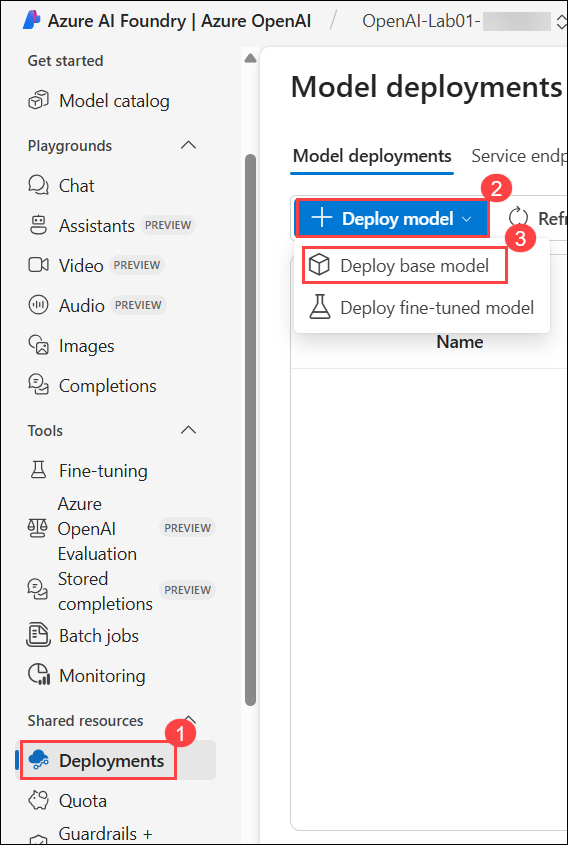 Azure AI Foundry | Azure OpenAI / OpenAI-Lab01-
Get started
Model catalog
Playgrounds
Chat
Assistants PREVIEW
Video PREVIEW
Audio PREVIEW
Images
Completions
Tools
Fine-tuning
Azure
OpenAI PREVIEW
Evaluation
Stored
completions PREVIEW
Batch jobs
Monitoring
Shared resources
1
Deployments
Quota
Guardrails +
Model deployments
Model deployments Service endp
2
Deploy model Refr
3
Deploy base model
Deploy fine-tuned model
Name